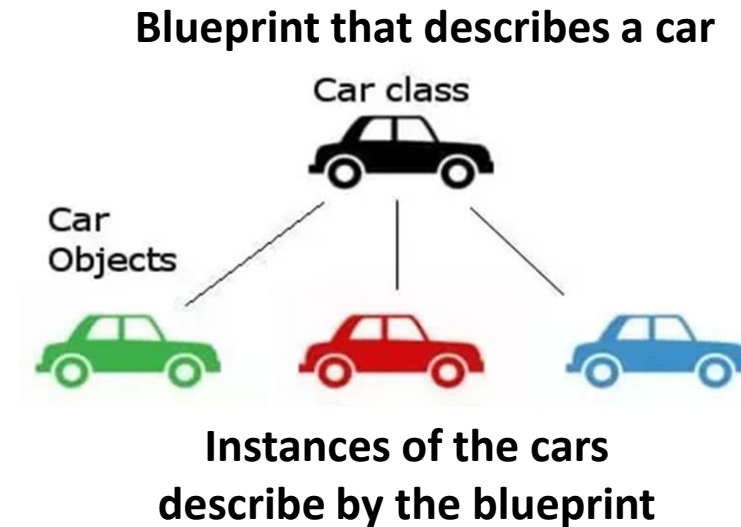 Blueprint that describes a car
Car class
Car
Objects
Instances of the cars
describe by the blueprint